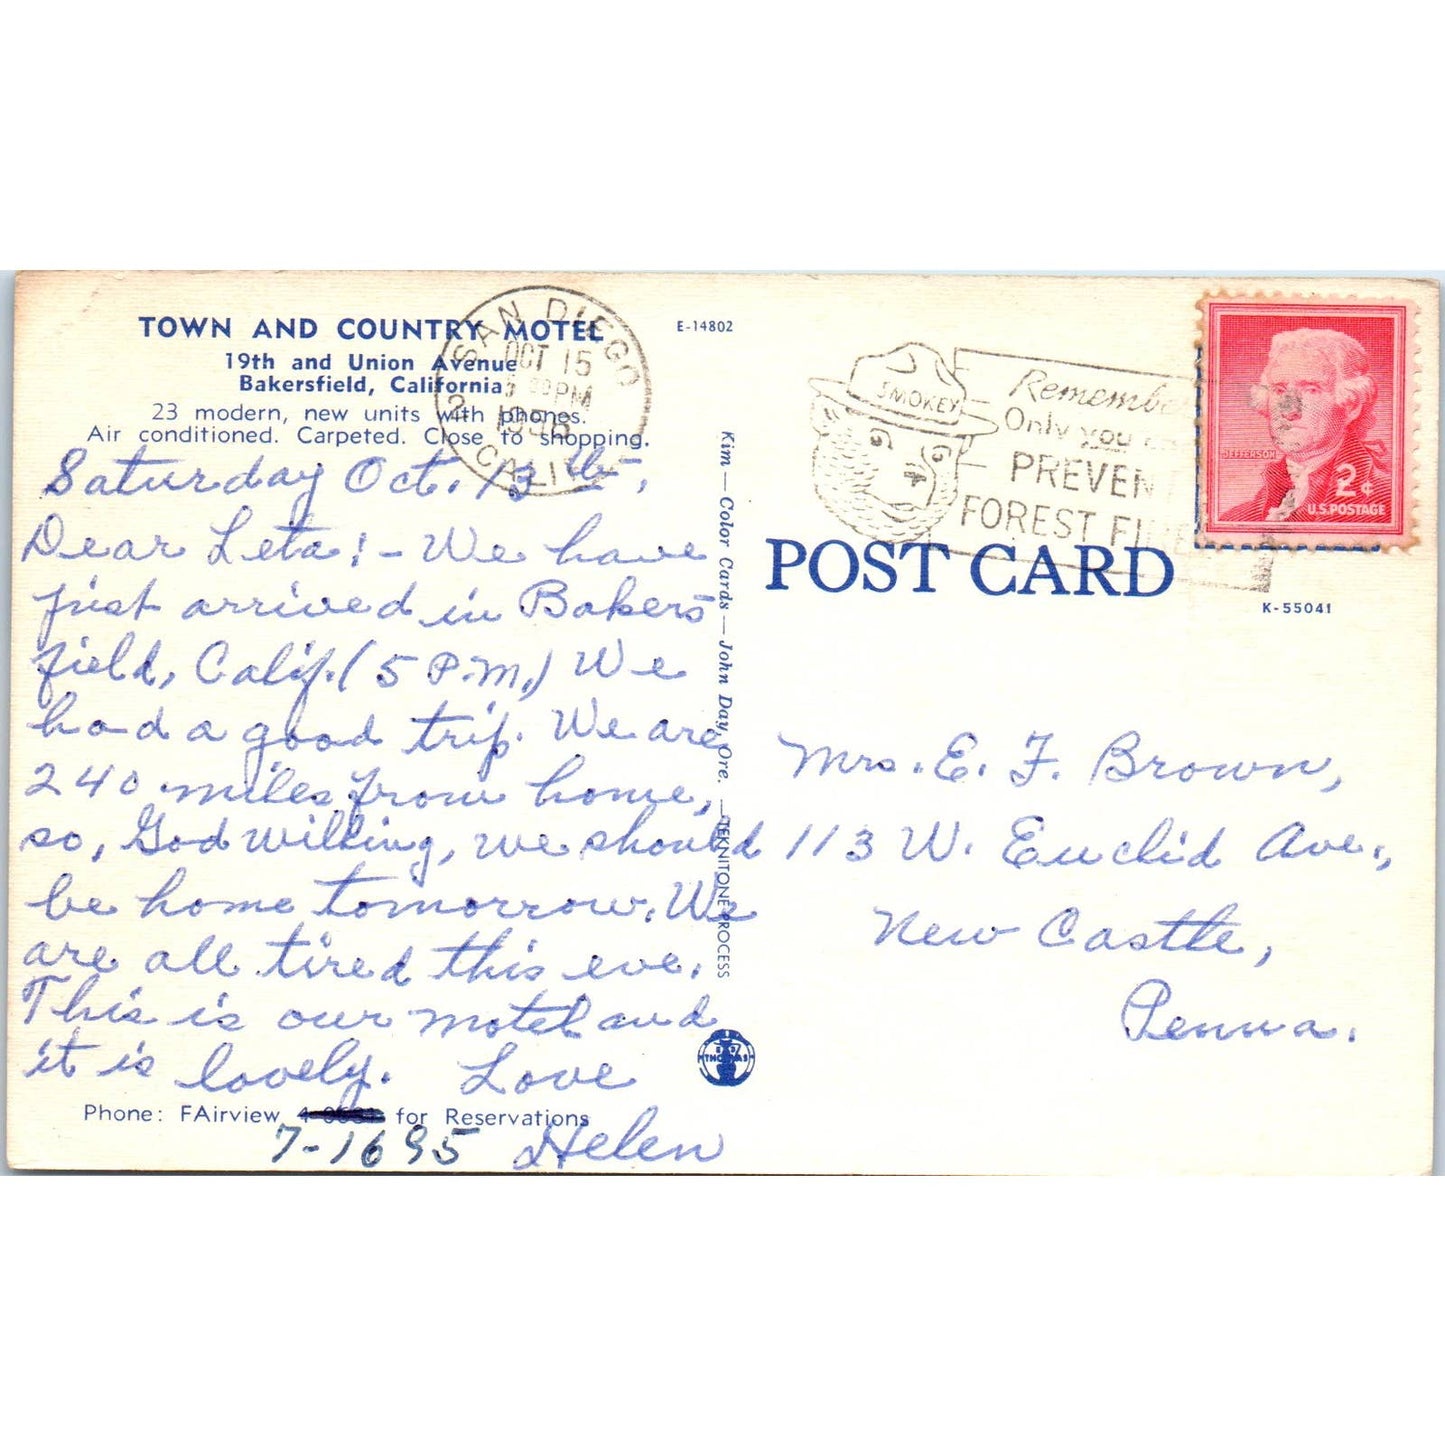 TOWN AND COUNTRY MOTEL
19th and Union Avenue
Bakersfield, California
23 modern, new units with phones.
Air conditioned. Carpeted. Close to shopping.
E-14802
SAN DIEGO
OCT 15
PM
1956
CALIF.
SMOKEY
Remember
Only you can
PREVENT
FOREST FIRES
JEFFERSON
2¢
U.S. POSTAGE
POST CARD
K-55041
Saturday Oct. 13th,
Dear Leta! - We have
just arrived in Bakers-
field, Calif. (5 P.M.) We
had a good trip. We are
240 miles from home,
so, God willing, we should
be home tomorrow. We
are all tired this eve.
This is our motel and
it is lovely. Love
Helen
Phone: FAirview for Reservations
7-1695
Kim — Color Cards — John Day, Ore. — TEKNITONE PROCESS
THOMAS
Mrs. E. F. Brown,
113 W. Euclid Ave.,
New Castle,
Penna.